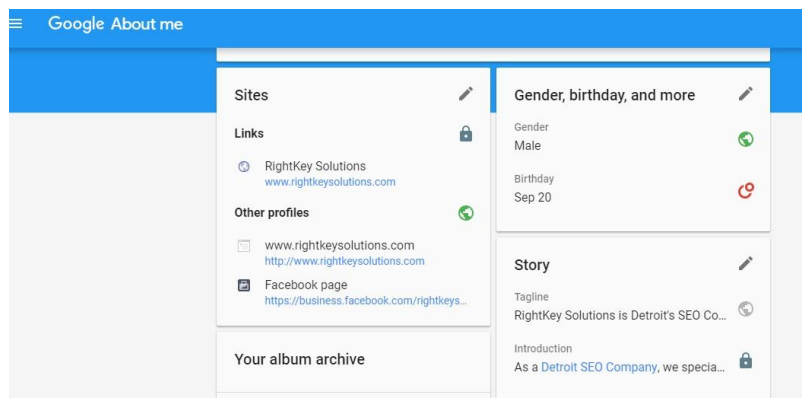 Google About me
Sites
Links
RightKey Solutions
www.rightkeysolutions.com
Other profiles
www.rightkeysolutions.com
http://www.rightkeysolutions.com
Facebook page
https://business.facebook.com/rightkeys...
Your album archive
Gender, birthday, and more
Gender
Male
Birthday
Sep 20
Story
Tagline
RightKey Solutions is Detroit's SEO Co...
Introduction
As a Detroit SEO Company, we specia...